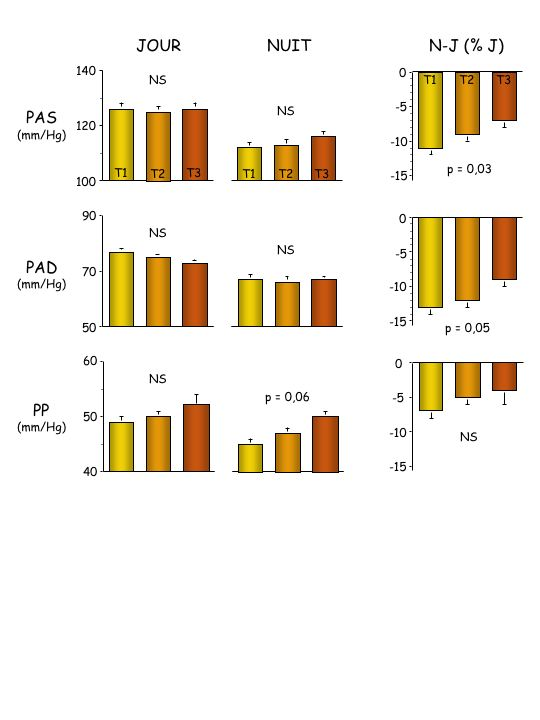 JOUR NUIT N-J (% J)
PAS
(mm/Hg)
140
120
100
NS
T1 T2 T3
NS
T1 T2 T3
0
-5
-10
-15
T1 T2 T3
p = 0,03
PAD
(mm/Hg)
90
70
50
NS
NS
0
-5
-10
-15
p = 0,05
PP
(mm/Hg)
60
50
40
NS
p = 0,06
0
-5
-10
-15
NS